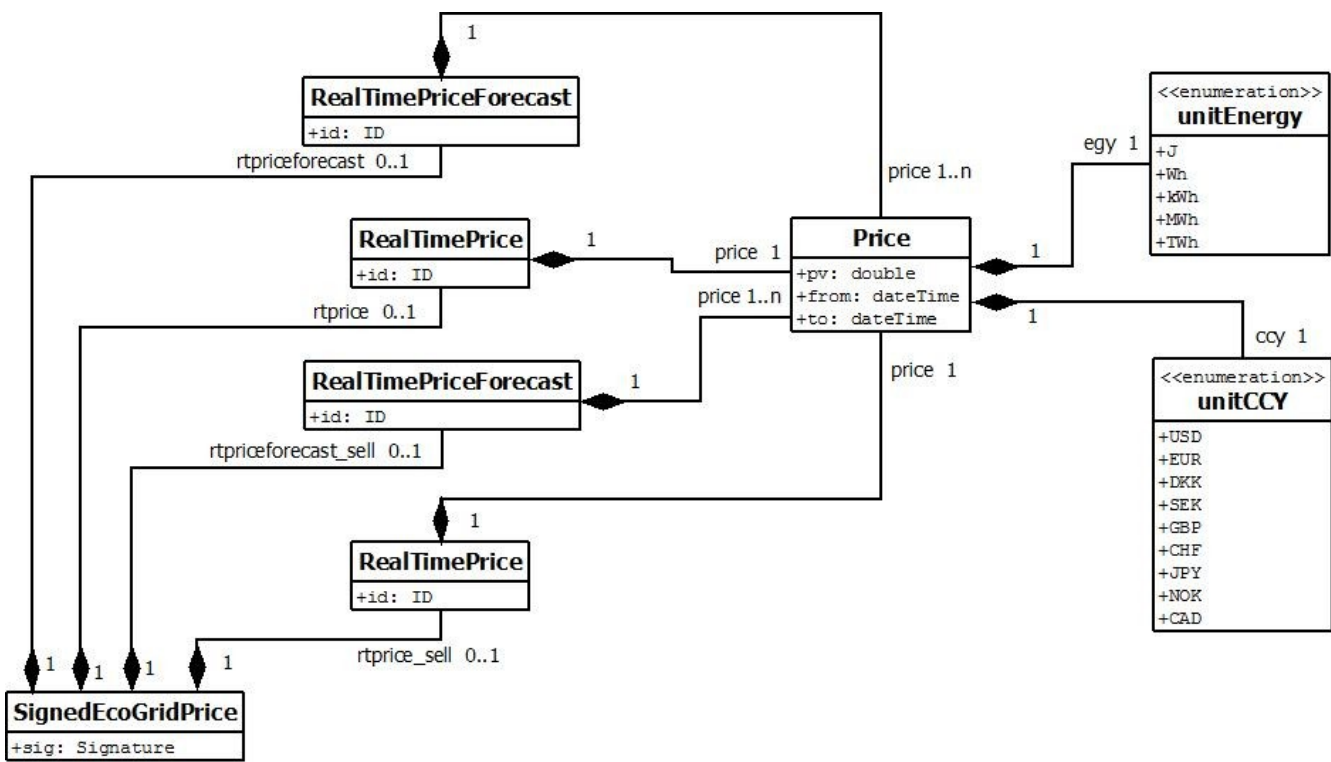 1
RealTimePriceForecast
+id: ID
rtpriceforecast 0..1
price 1..n
<<enumeration>>
unitEnergy
+J
+Wh
+kWh
+MWh
+TWh
egy 1
1
RealTimePrice
+id: ID
1
price 1
rtprice 0..1
price 1..n
Price
+pv: double
+from: dateTime
+to: dateTime
1
ccy 1
<<enumeration>>
unitCCY
+USD
+EUR
+DKK
+SEK
+GBP
+CHF
+JPY
+NOK
+CAD
RealTimePriceForecast
+id: ID
1
price 1
rtpriceforecast_sell 0..1
1
RealTimePrice
+id: ID
rtprice_sell 0..1
1
1
1
1
SignedEcoGridPrice
+sig: Signature